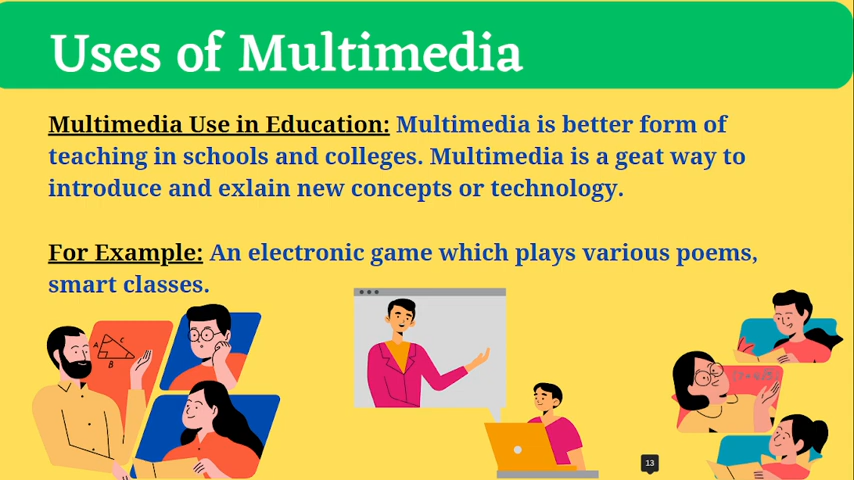 Uses of Multimedia
Multimedia Use in Education: Multimedia is better form of
teaching in schools and colleges. Multimedia is a geat way to
introduce and exlain new concepts or technology.
For Example: An electronic game which plays various poems,
smart classes.
A
C
B
13